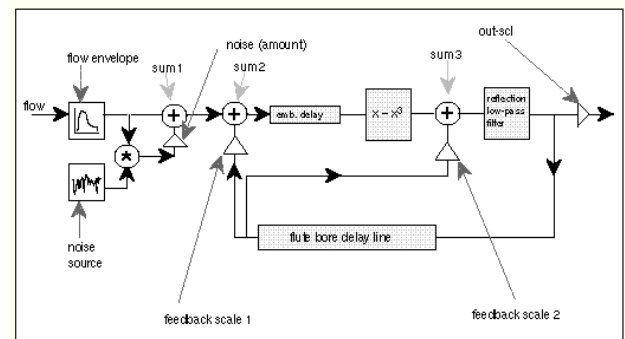 out-scl
noise (amount)
sum3
flow envelope
sum1
sum2
flow
+
+
emb. delay
x - x³
+
reflection
low-pass
filter
*
noise
source
flute bore delay line
feedback scale 1
feedback scale 2